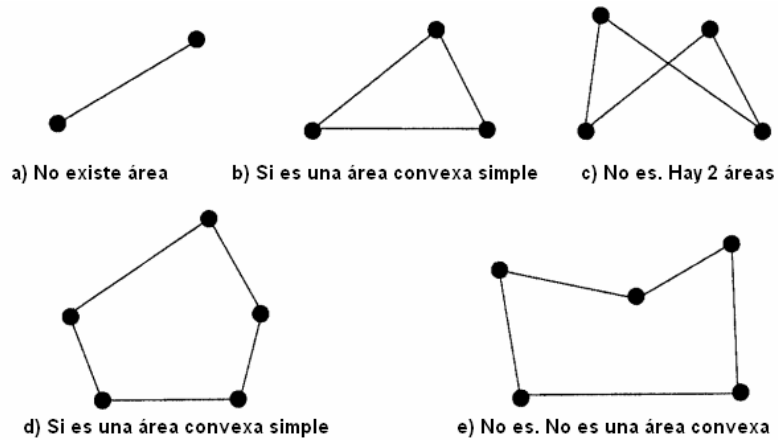 a) No existe área
b) Si es una área convexa simple
c) No es. Hay 2 áreas
d) Si es una área convexa simple
e) No es. No es una área convexa